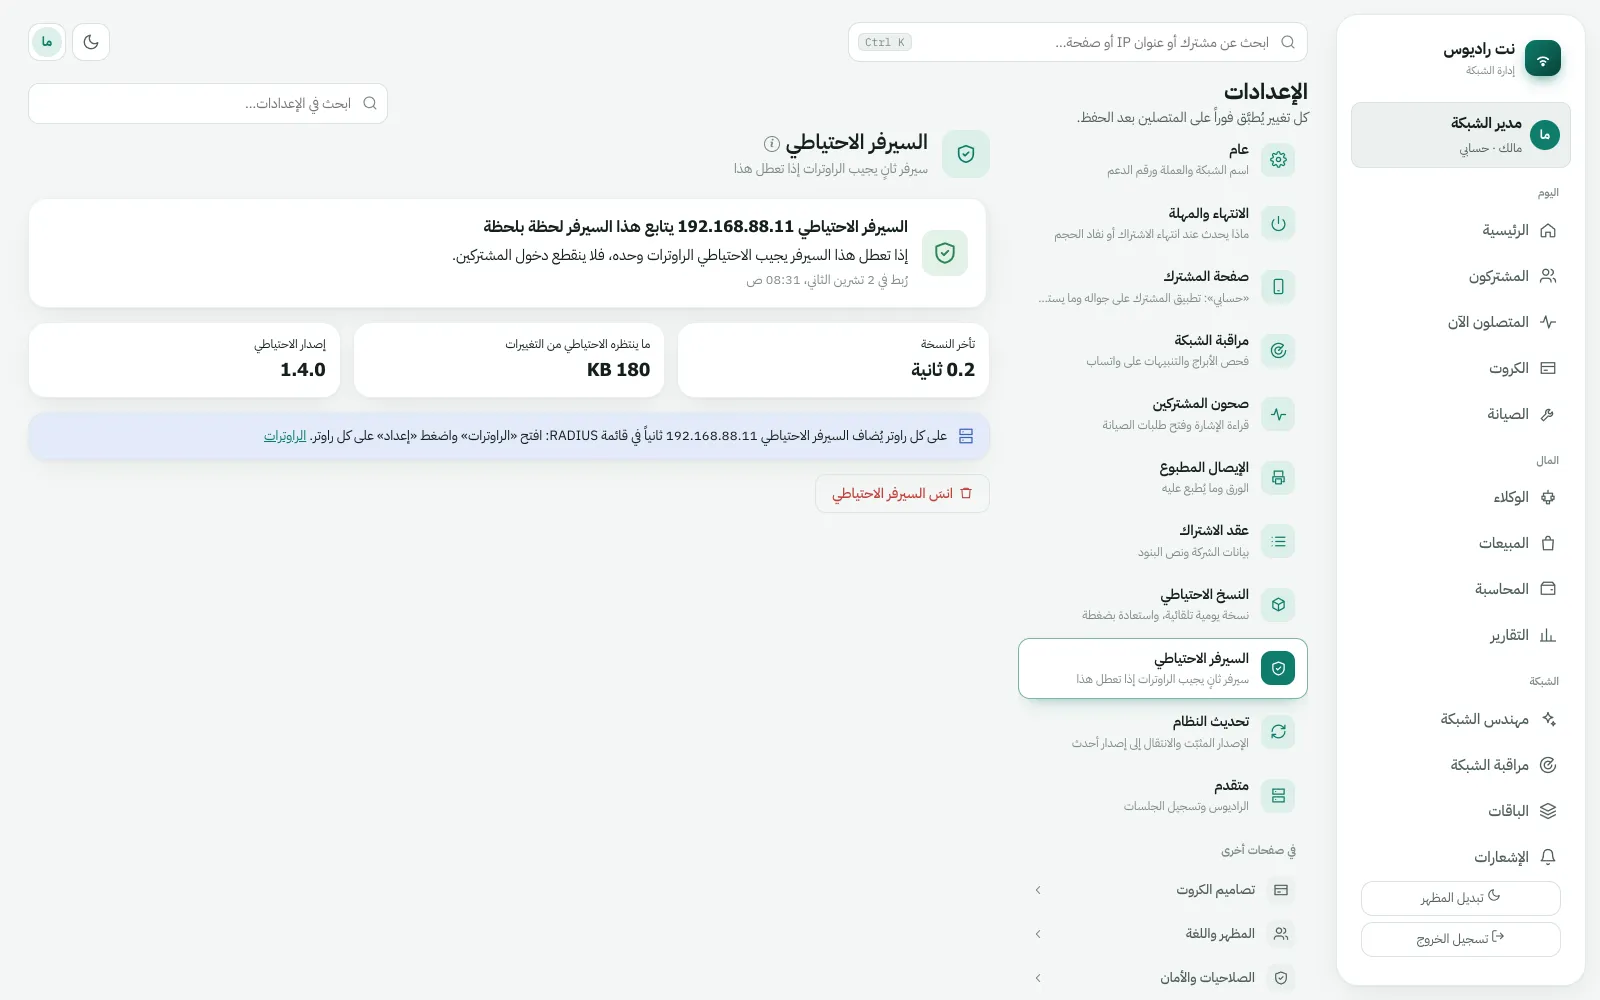 نت راديوس
إدارة الشبكة
مدير الشبكة
ما
مالك · حسابي
اليوم
الرئيسية
المشتركون
المتصلون الآن
الكروت
الصيانة
المال
الوكلاء
المبيعات
المحاسبة
التقارير
الشبكة
مهندس الشبكة
مراقبة الشبكة
الباقات
الإشعارات
تبديل المظهر
تسجيل الخروج
ابحث عن مشترك أو عنوان IP أو صفحة...
Ctrl K
ما
الإعدادات
كل تغيير يُطبَّق فوراً على المتصلين بعد الحفظ.
ابحث في الإعدادات...
عام
اسم الشبكة والعملة ورقم الدعم
الانتهاء والمهلة
ماذا يحدث عند انتهاء الاشتراك أو نفاد الحجم
صفحة المشترك
«حسابي»: تطبيق المشترك على جواله وما يستـ...
مراقبة الشبكة
فحص الأبراج والتنبيهات على واتساب
صحون المشتركين
قراءة الإشارة وفتح طلبات الصيانة
الإيصال المطبوع
الورق وما يُطبع عليه
عقد الاشتراك
بيانات الشركة ونص البنود
النسخ الاحتياطي
نسخة يومية تلقائية، واستعادة بضغطة
السيرفر الاحتياطي
سيرفر ثانٍ يجيب الراوترات إذا تعطل هذا
تحديث النظام
الإصدار المثبّت والانتقال إلى إصدار أحدث
متقدم
الراديوس وتسجيل الجلسات
في صفحات أخرى
تصاميم الكروت
المظهر واللغة
الصلاحيات والأمان
السيرفر الاحتياطي
سيرفر ثانٍ يجيب الراوترات إذا تعطل هذا
السيرفر الاحتياطي 192.168.88.11 يتابع هذا السيرفر لحظة بلحظة
إذا تعطل هذا السيرفر يجيب الاحتياطي الراوترات وحده، فلا ينقطع دخول المشتركين.
رُبط في 2 تشرين الثاني، 08:31 ص
تأخر النسخة
0.2 ثانية
ما ينتظره الاحتياطي من التغييرات
180 KB
إصدار الاحتياطي
1.4.0
على كل راوتر يُضاف السيرفر الاحتياطي 192.168.88.11 ثانياً في قائمة RADIUS: افتح «الراوترات» واضغط «إعداد» على كل راوتر. الراوترات
انسَ السيرفر الاحتياطي